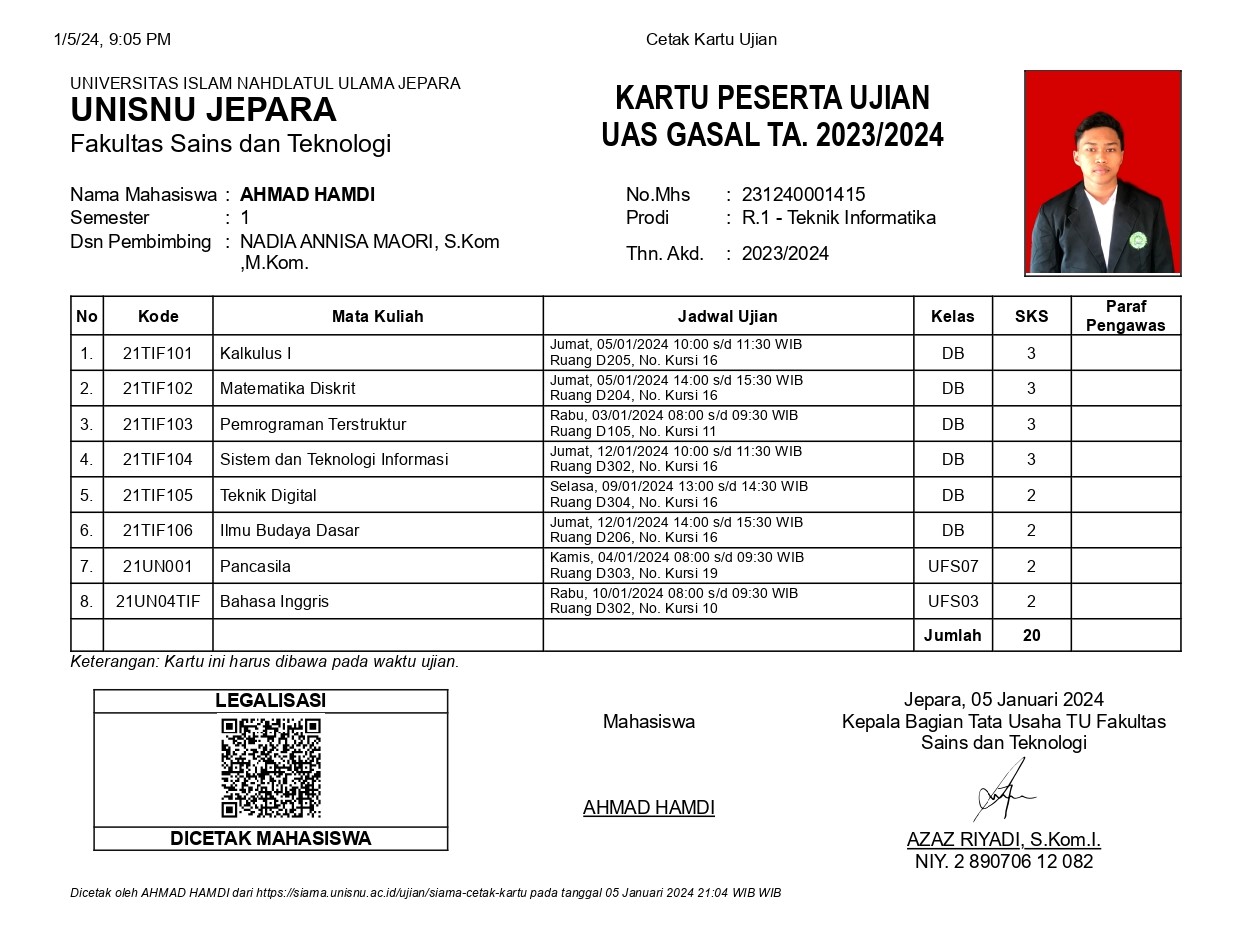 1/5/24, 9:05 PM Cetak Kartu Ujian
UNIVERSITAS ISLAM NAHDLATUL ULAMA JEPARA
UNISNU JEPARA
Fakultas Sains dan Teknologi
KARTU PESERTA UJIAN
UAS GASAL TA. 2023/2024
Nama Mahasiswa : AHMAD HAMDI
Semester : 1
Dsn Pembimbing : NADIA ANNISA MAORI, S.Kom
,M.Kom.
No.Mhs : 231240001415
Prodi : R.1 - Teknik Informatika
Thn. Akd. : 2023/2024
No Kode Mata Kuliah Jadwal Ujian Kelas SKS Paraf Pengawas
1. 21TIF101 Kalkulus I Jumat, 05/01/2024 10:00 s/d 11:30 WIB Ruang D205, No. Kursi 16 DB 3
2. 21TIF102 Matematika Diskrit Jumat, 05/01/2024 14:00 s/d 15:30 WIB Ruang D204, No. Kursi 16 DB 3
3. 21TIF103 Pemrograman Terstruktur Rabu, 03/01/2024 08:00 s/d 09:30 WIB Ruang D105, No. Kursi 11 DB 3
4. 21TIF104 Sistem dan Teknologi Informasi Jumat, 12/01/2024 10:00 s/d 11:30 WIB Ruang D302, No. Kursi 16 DB 3
5. 21TIF105 Teknik Digital Selasa, 09/01/2024 13:00 s/d 14:30 WIB Ruang D304, No. Kursi 16 DB 2
6. 21TIF106 Ilmu Budaya Dasar Jumat, 12/01/2024 14:00 s/d 15:30 WIB Ruang D206, No. Kursi 16 DB 2
7. 21UN001 Pancasila Kamis, 04/01/2024 08:00 s/d 09:30 WIB Ruang D303, No. Kursi 19 UFS07 2
8. 21UN04TIF Bahasa Inggris Rabu, 10/01/2024 08:00 s/d 09:30 WIB Ruang D302, No. Kursi 10 UFS03 2
Jumlah 20
Keterangan: Kartu ini harus dibawa pada waktu ujian.
LEGALISASI
DICETAK MAHASISWA
Mahasiswa
AHMAD HAMDI
Jepara, 05 Januari 2024
Kepala Bagian Tata Usaha TU Fakultas
Sains dan Teknologi
AZAZ RIYADI, S.Kom.I.
NIY. 2 890706 12 082
Dicetak oleh AHMAD HAMDI dari https://siama.unisnu.ac.id/ujian/siama-cetak-kartu pada tanggal 05 Januari 2024 21:04 WIB WIB